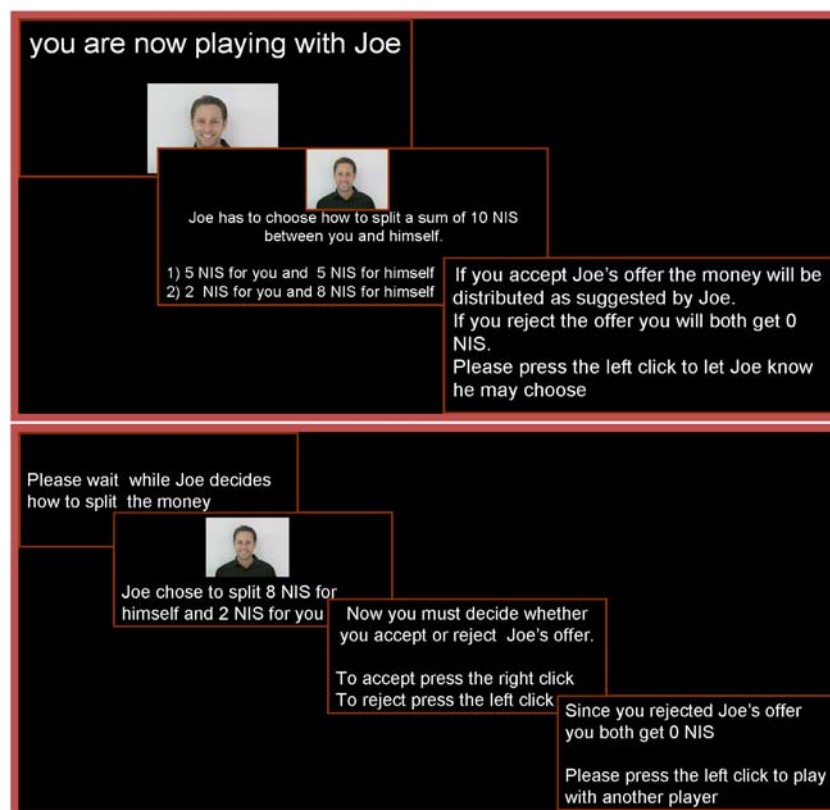 you are now playing with Joe
Joe has to choose how to split a sum of 10 NIS
between you and himself.
1) 5 NIS for you and 5 NIS for himself
2) 2 NIS for you and 8 NIS for himself
If you accept Joe's offer the money will be
distributed as suggested by Joe.
If you reject the offer you will both get 0
NIS.
Please press the left click to let Joe know
he may choose
Please wait while Joe decides
how to split the money
Joe chose to split 8 NIS for
himself and 2 NIS for you
Now you must decide whether
you accept or reject Joe's offer.
To accept press the right click
To reject press the left click
Since you rejected Joe's offer
you both get 0 NIS
Please press the left click to play
with another player